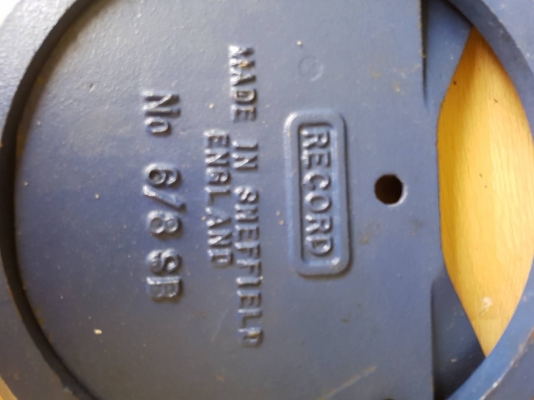 RECORD
MADE IN SHEFFIELD
ENGLAND
No 6/8 SB